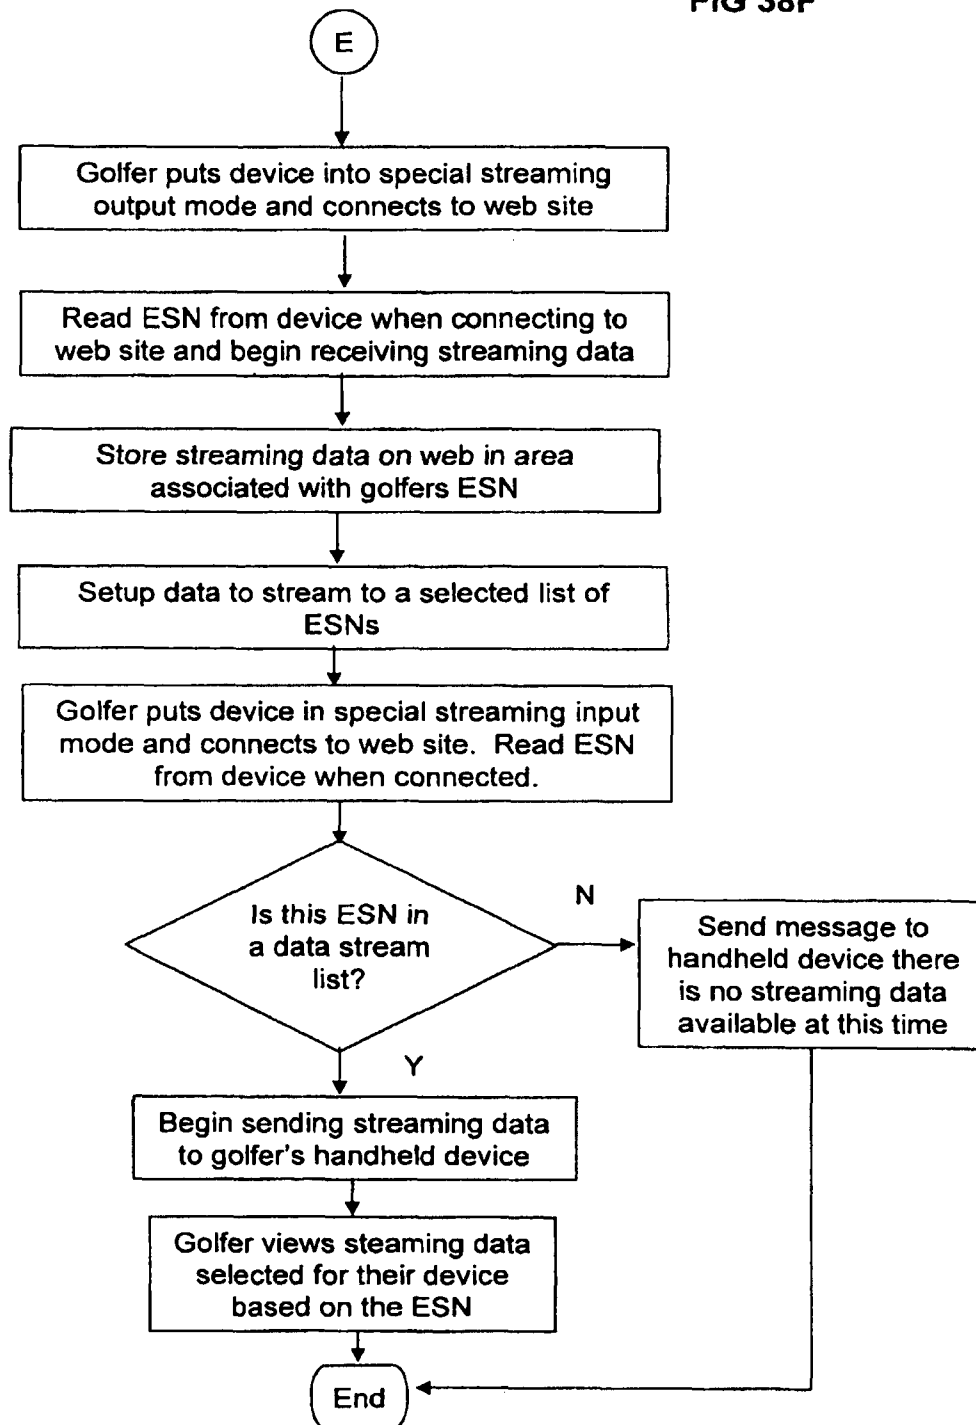 FIG 38F
E
Golfer puts device into special streaming
output mode and connects to web site
Read ESN from device when connecting to
web site and begin receiving streaming data
Store streaming data on web in area
associated with golfers ESN
Setup data to stream to a selected list of
ESNs
Golfer puts device in special streaming input
mode and connects to web site. Read ESN
from device when connected.
Is this ESN in
a data stream
list?
N
Send message to
handheld device there
is no streaming data
available at this time
Y
Begin sending streaming data
to golfer's handheld device
Golfer views steaming data
selected for their device
based on the ESN
End